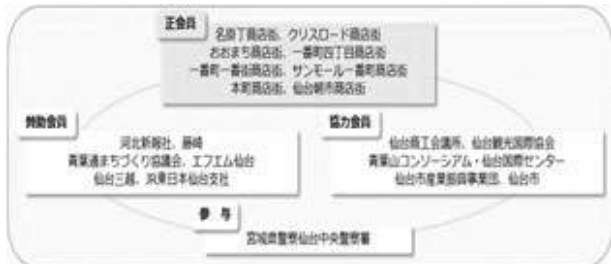 正会員
名掛丁商店街、クリスロード商店街
おおまち商店街、一番町四丁目商店街
一番町一番街商店街、サンモール一番町商店街
本町商店街、仙台朝市商店街
賛助会員
河北新報社、藤崎
青葉通まちづくり協議会、エフエム仙台
仙台三越、JR東日本仙台支社
協力会員
仙台商工会議所、仙台観光国際協会
青葉山コンソーシアム・仙台国際センター
仙台市産業振興事業団、仙台市
参 与
宮城県警察仙台中央警察署